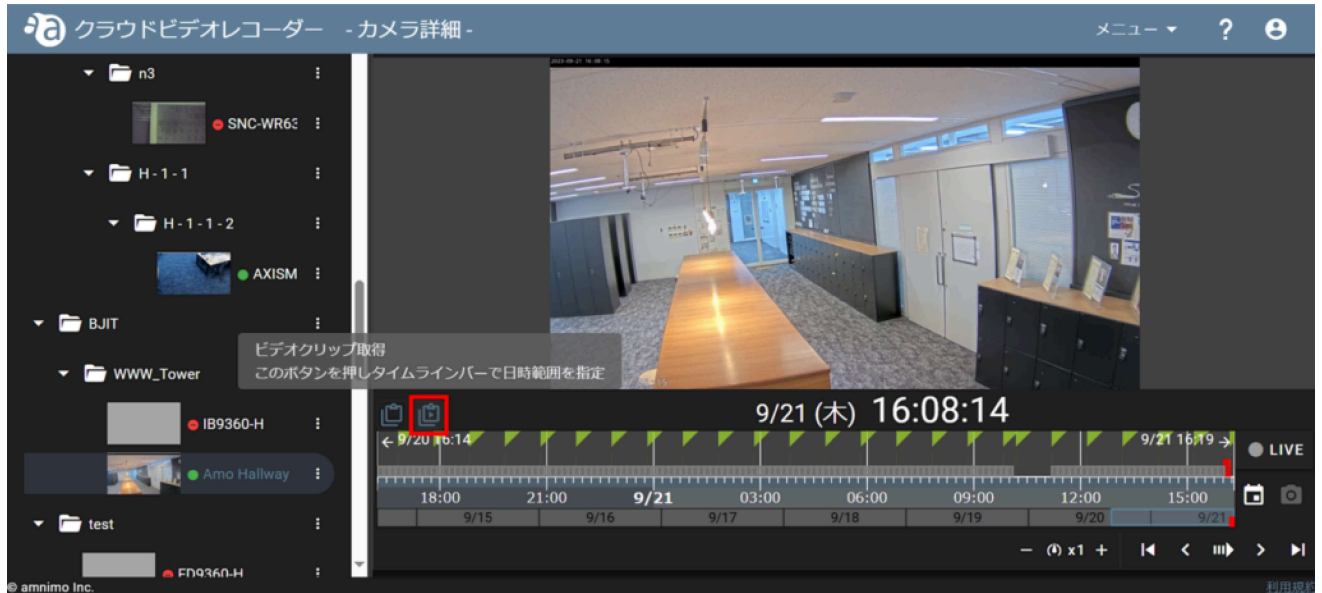 クラウドビデオレコーダー - カメラ詳細 -
メニュー ?
n3
SNC-WR63
H-1-1
H-1-1-2
AXISM
BJIT
WWW_Tower
IB9360-H
Amo Hallway
test
FD9360-H
© amnimo Inc.
2023-09-21 16:08:15
ビデオクリップ取得
このボタンを押しタイムラインバーで日時範囲を指定
9/21 (木) 16:08:14
9/20 16:14
9/21 16:19
LIVE
18:00 21:00 9/21 03:00 06:00 09:00 12:00 15:00
9/15 9/16 9/17 9/18 9/19 9/20 9/21
x1
利用規約